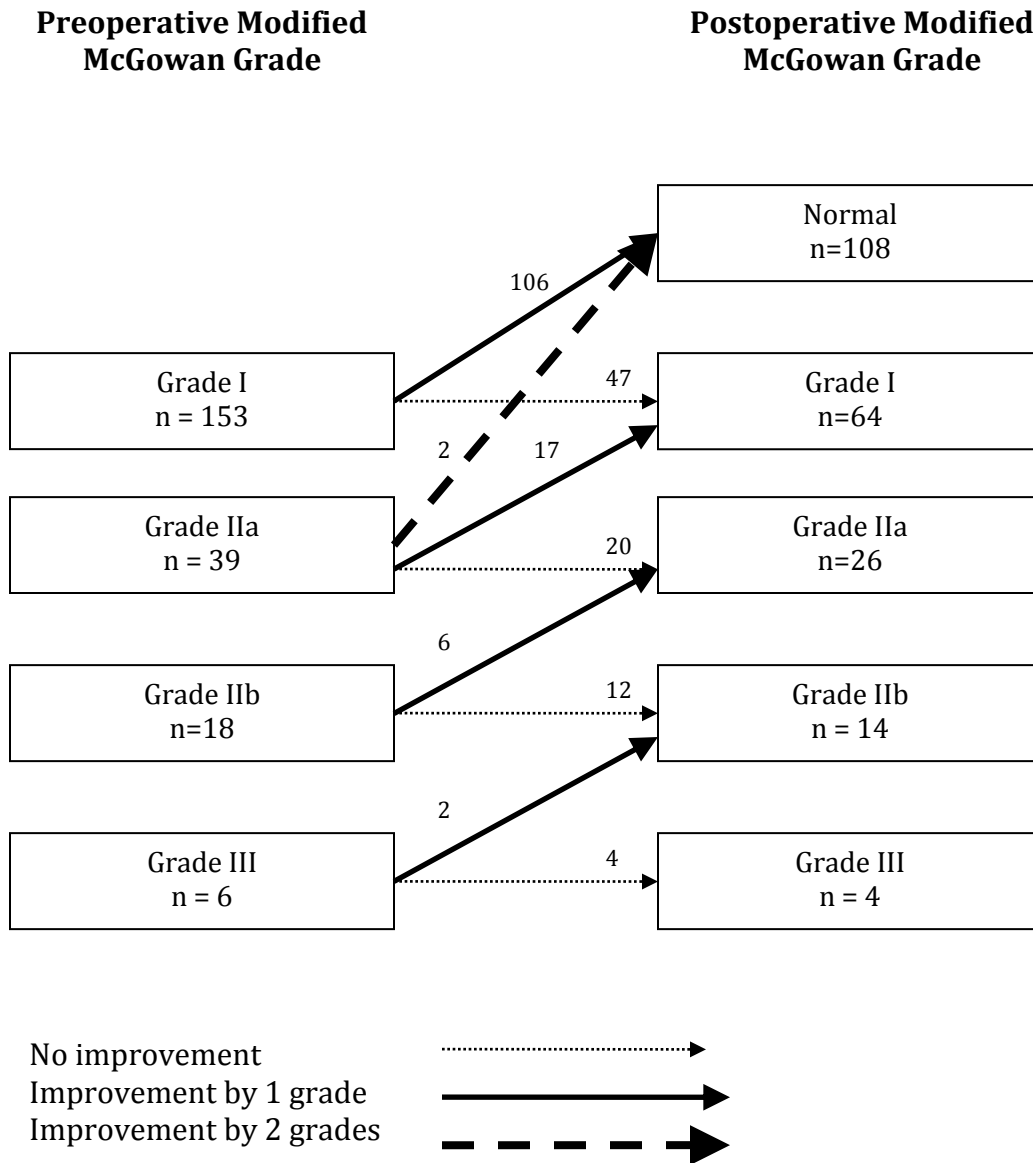 Preoperative Modified
McGowan Grade
Postoperative Modified
McGowan Grade
Normal
n=108
106
Grade I
n = 153
47
Grade I
n=64
2
17
Grade IIa
n = 39
20
Grade IIa
n=26
6
Grade IIb
n=18
12
Grade IIb
n = 14
2
Grade III
n = 6
4
Grade III
n = 4
No improvement
Improvement by 1 grade
Improvement by 2 grades